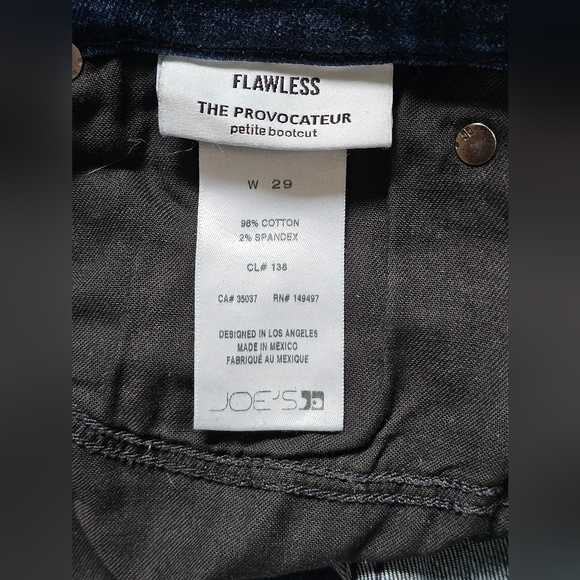 FLAWLESS
THE PROVOCATEUR
petite bootcut
W 29
98% COTTON
2% SPANDEX
CL# 136
CA# 35037 RN# 149497
DESIGNED IN LOS ANGELES
MADE IN MEXICO
FABRIQUÉ AU MEXIQUE
JOE'S